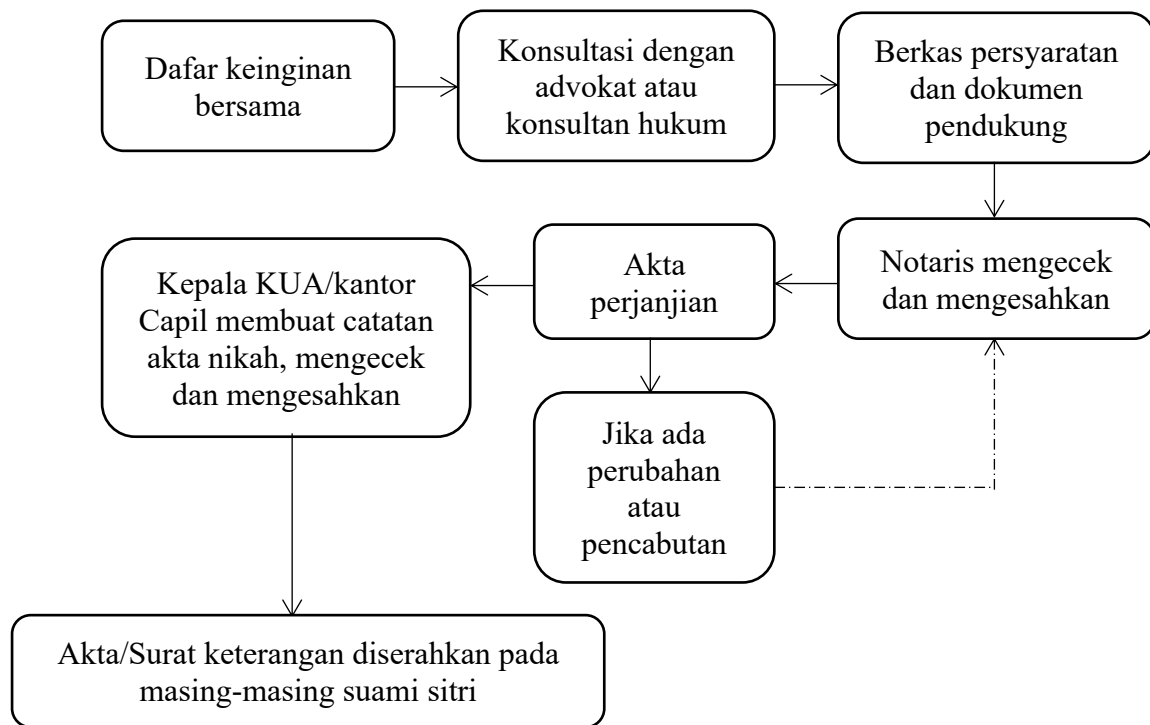 Dafar keinginan
bersama
Konsultasi dengan
advokat atau
konsultan hukum
Berkas persyaratan
dan dokumen
pendukung
Notaris mengecek
dan mengesahkan
Akta
perjanjian
Kepala KUA/kantor
Capil membuat catatan
akta nikah, mengecek
dan mengesahkan
Jika ada
perubahan
atau
pencabutan
Akta/Surat keterangan diserahkan pada
masing-masing suami sitri